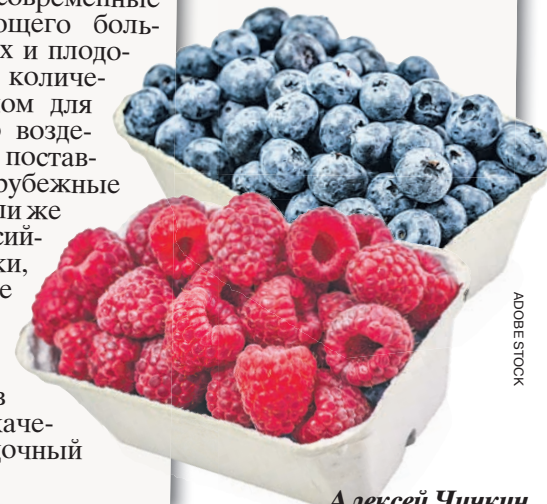 современные
ющего боль-
х и плодо-
количе-
ом для
возде-
постав-
рубежные
ли же
сий-
ки,
е
в
каче-
дочный
ADOBE STOCK
Алексей Чичкин